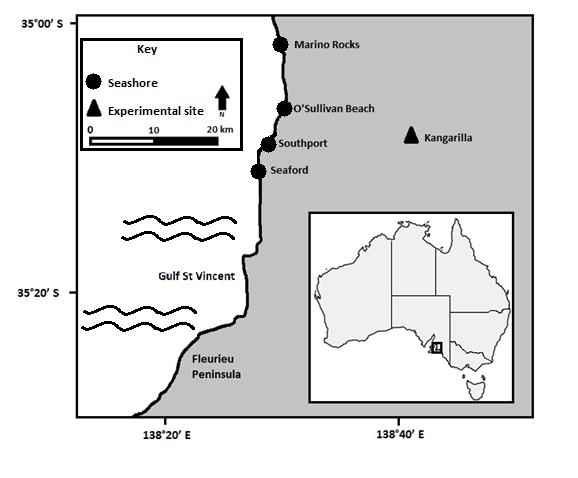 35°00′ S
Key
Seashore
Experimental site
N
0 10 20 km
Marino Rocks
O'Sullivan Beach
Southport
Seaford
Kangarilla
Gulf St Vincent
35°20′ S
Fleurieu
Peninsula
138°20′ E
138°40′ E